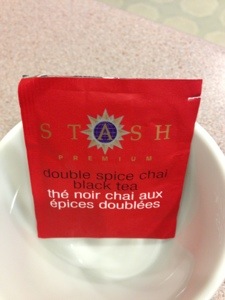 STASH
PREMIUM
double spice chai
black tea
thé noir chai aux
épices doublées